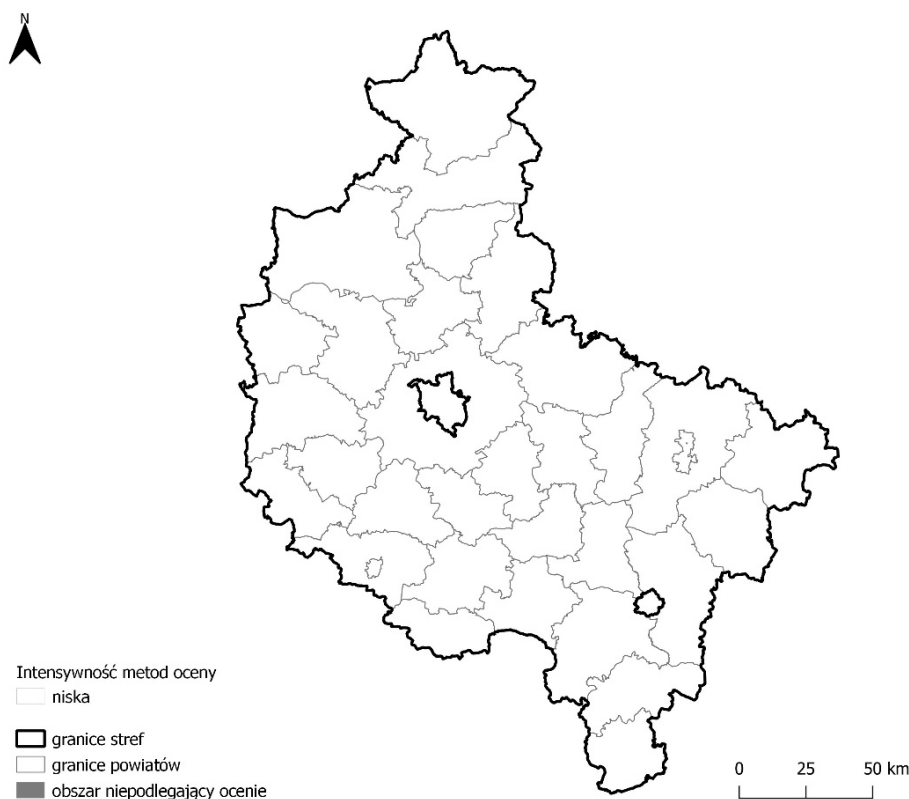 N
Intensywność metod oceny
niska
granice stref
granice powiatów
obszar niepodlegający ocenie
0 25 50 km